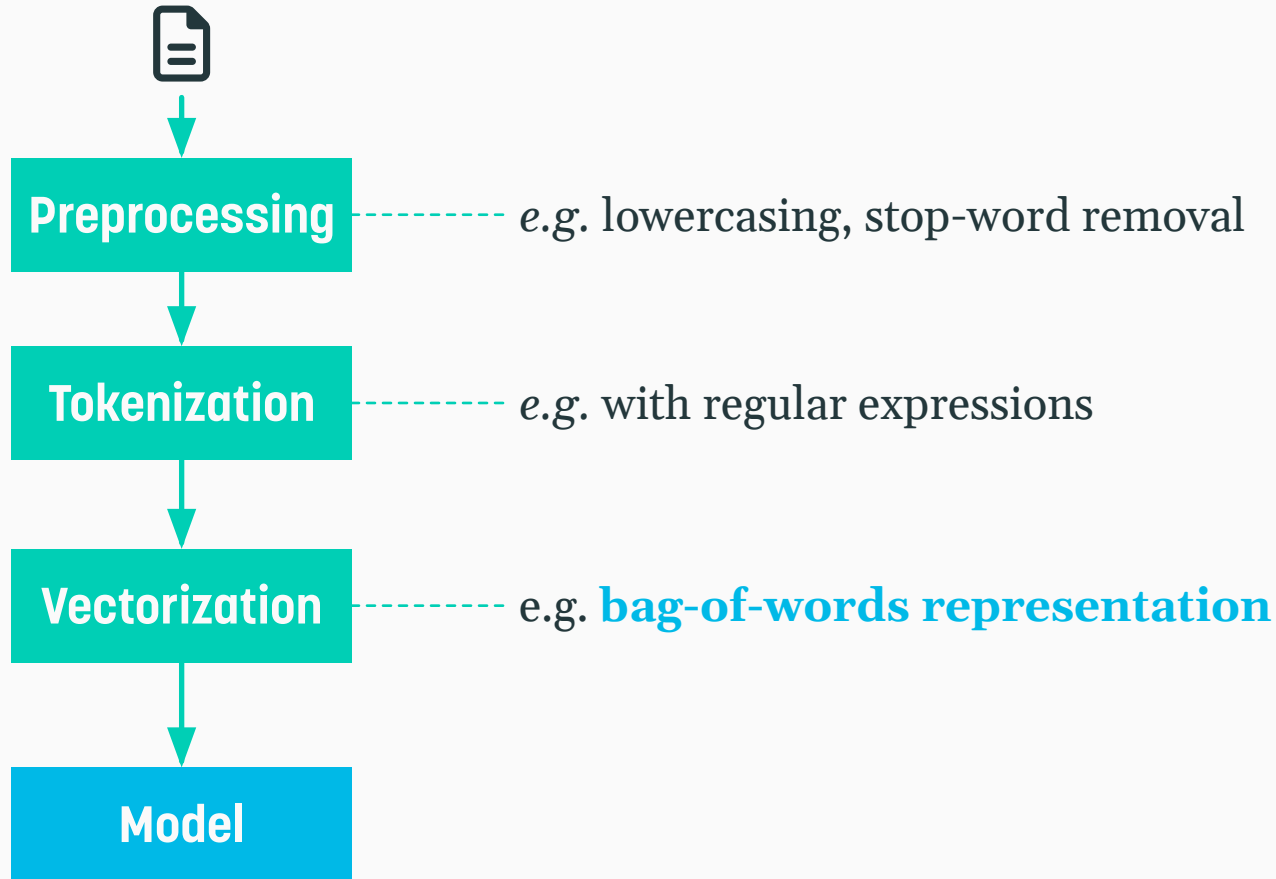 Preprocessing
e.g. lowercasing, stop-word removal
Tokenization
e.g. with regular expressions
Vectorization
e.g. bag-of-words representation
Model